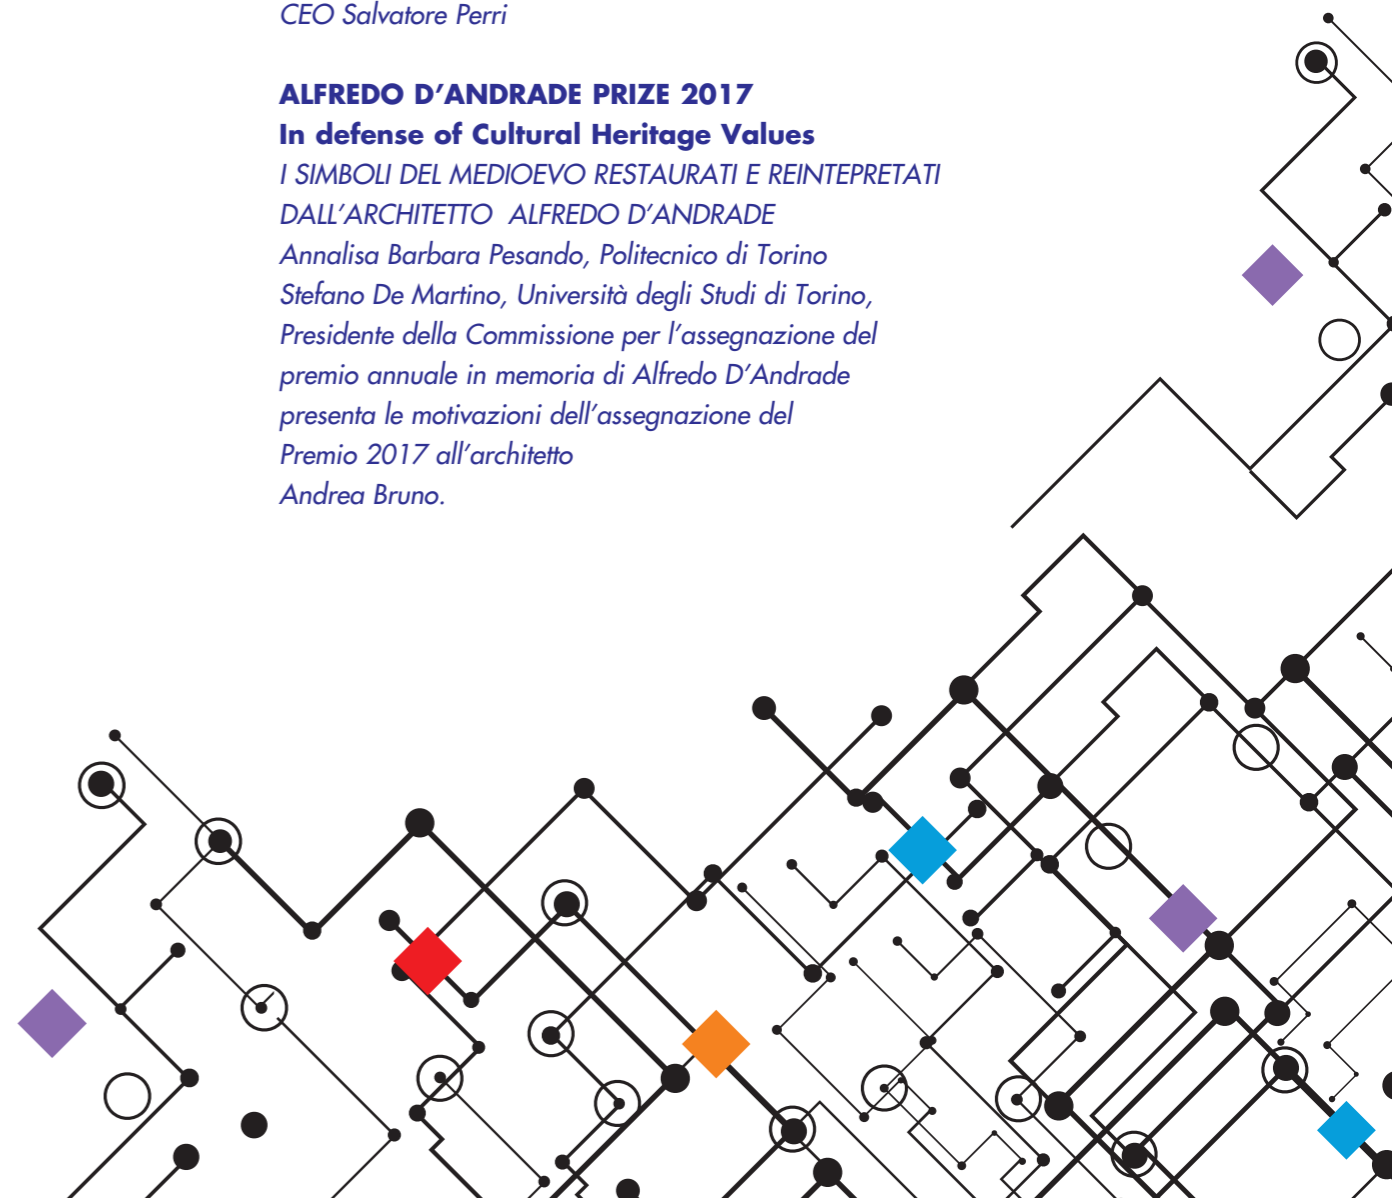 CEO Salvatore Perri
ALFREDO D’ANDRADE PRIZE 2017
In defense of Cultural Heritage Values
I SIMBOLI DEL MEDIOEVO RESTAURATI E REINTEPRETATI
DALL’ARCHITETTO  ALFREDO D’ANDRADE
Annalisa Barbara Pesando, Politecnico di Torino
Stefano De Martino, Università degli Studi di Torino,
Presidente della Commissione per l’assegnazione del
premio annuale in memoria di Alfredo D’Andrade
presenta le motivazioni dell’assegnazione del
Premio 2017 all’architetto
Andrea Bruno.